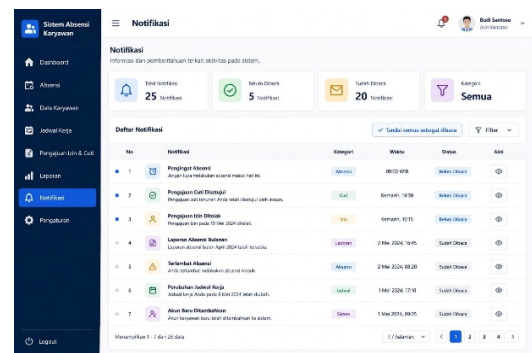 Sistem Absensi
Karyawan
Dashboard
Absensi
Data Karyawan
Jadwal Kerja
Pengajuan Izin & Cuti
Laporan
Notifikasi
Pengaturan
Logout
Notifikasi
Budi Santoso
Administrator
Notifikasi
Informasi dan pemberitahuan terkait aktivitas pada sistem.
Total Notifikasi
25 Notifikasi
Belum Dibaca
5 Notifikasi
Sudah Dibaca
20 Notifikasi
Kategori
Semua
Daftar Notifikasi
Tandai semua sebagai dibaca
Filter
No Notifikasi Kategori Waktu Status Aksi
1 Pengingat Absensi Absensi 08:00 WIB Belum Dibaca
Jangan lupa melakukan absensi masuk hari ini.
2 Pengajuan Cuti Disetujui Cuti Kemarin, 14:30 Belum Dibaca
Pengajuan cuti tahunan Anda telah disetujui oleh atasan.
3 Pengajuan Izin Ditolak Izin Kemarin, 10:15 Belum Dibaca
Pengajuan izin pada 15 Mei 2024 ditolak.
4 Laporan Absensi Bulanan Laporan 2 Mei 2024, 16:45 Sudah Dibaca
Laporan absensi bulan April 2024 telah tersedia.
5 Terlambat Absensi Absensi 2 Mei 2024, 08:20 Sudah Dibaca
Anda terlambat melakukan absensi masuk.
6 Perubahan Jadwal Kerja Jadwal 1 Mei 2024, 17:10 Sudah Dibaca
Jadwal kerja Anda pada 6 Mei 2024 telah diubah.
7 Akun Baru Ditambahkan Sistem 1 Mei 2024, 09:05 Sudah Dibaca
Akun karyawan baru telah ditambahkan ke sistem.
Menampilkan 1 - 7 dari 25 data
7 / halaman
1 2 3 4